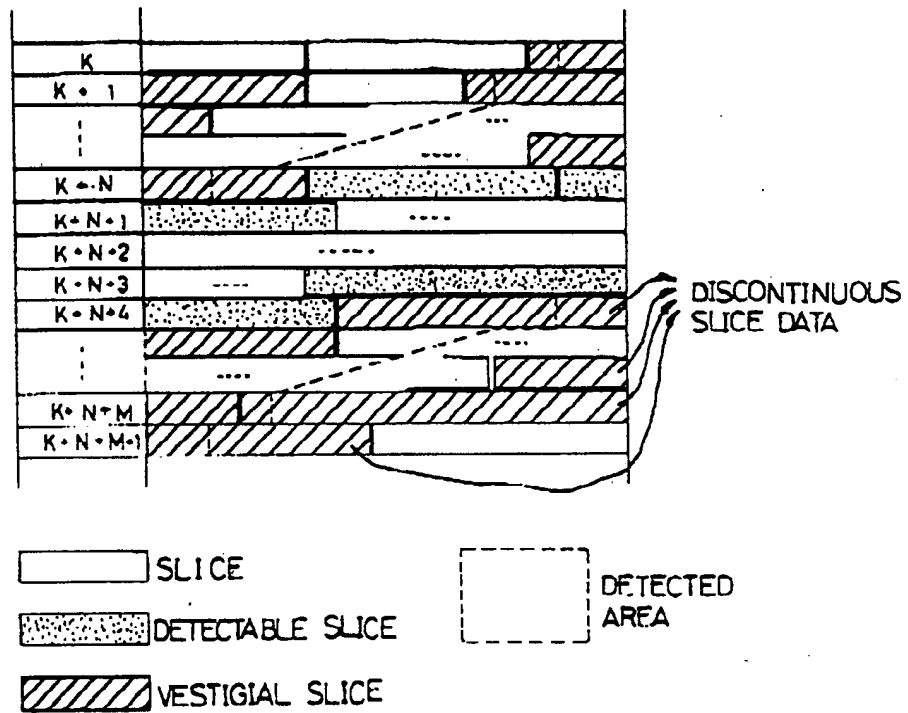 K
K + 1
K + N
K + N + 1
K + N + 2
K + N + 3
K + N + 4
K + N + M
K + N + M + 1
DISCONTINUOUS
SLICE DATA
SLICE
DETECTABLE SLICE
VESTIGIAL SLICE
DETECTED
AREA